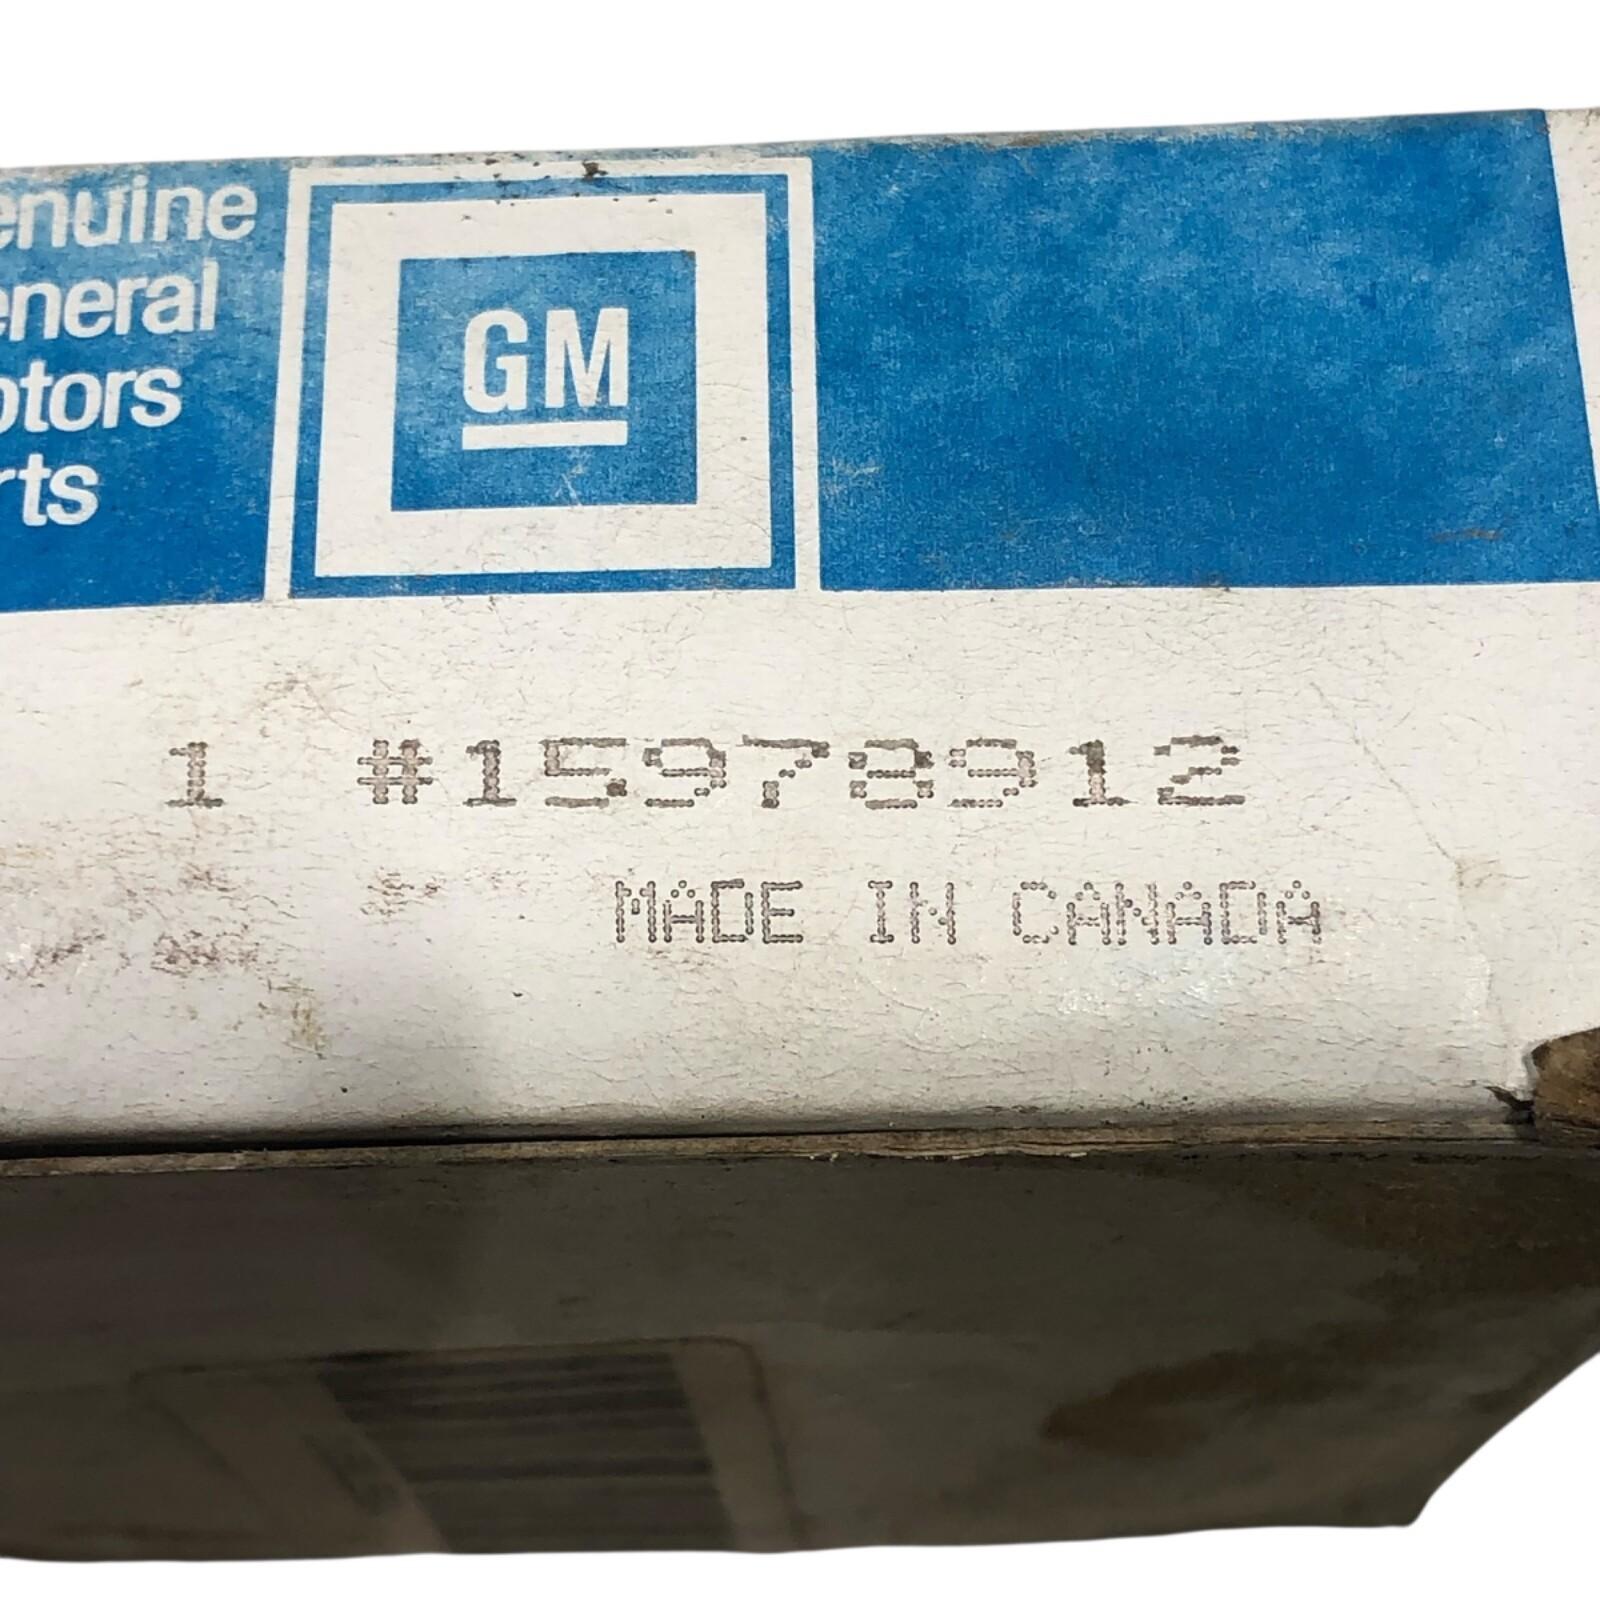 enuine
eneral
otors
rts
GM
1 #15978912
MADE IN CANADA